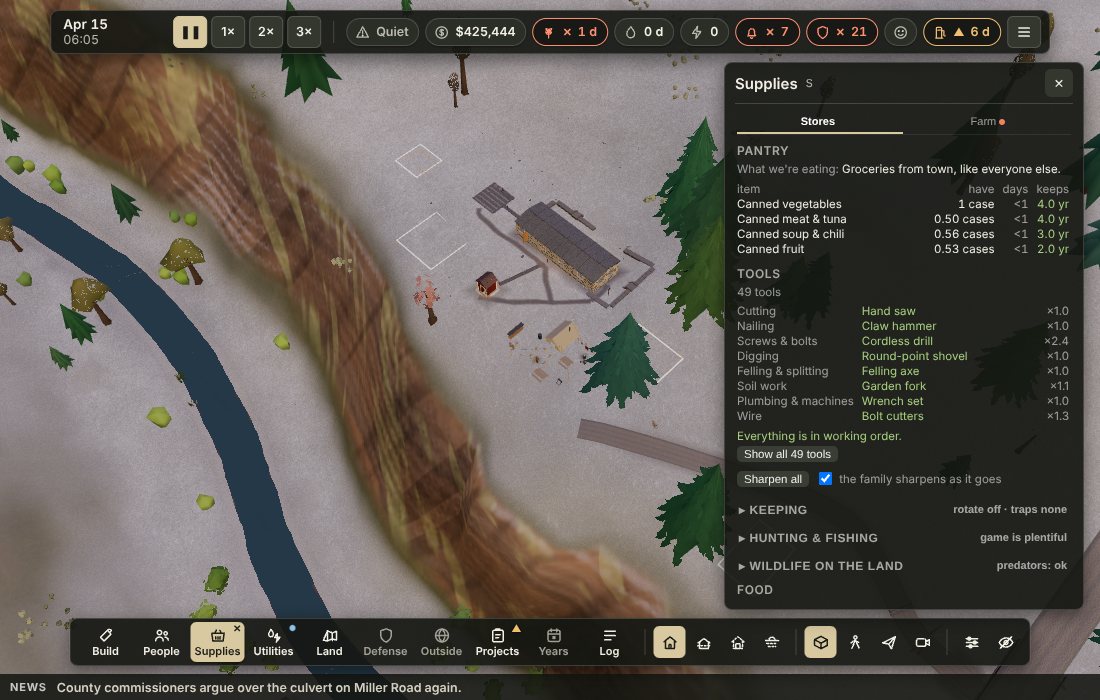 Apr 15
06:05
1×
2×
3×
Quiet
$425,444
× 1 d
0 d
0
× 7
× 21
6 d
Supplies S
Stores
Farm
PANTRY
What we're eating: Groceries from town, like everyone else.
item have days keeps
Canned vegetables 1 case <1 4.0 yr
Canned meat & tuna 0.50 cases <1 4.0 yr
Canned soup & chili 0.56 cases <1 3.0 yr
Canned fruit 0.53 cases <1 2.0 yr
TOOLS
49 tools
Cutting Hand saw ×1.0
Nailing Claw hammer ×1.0
Screws & bolts Cordless drill ×2.4
Digging Round-point shovel ×1.0
Felling & splitting Felling axe ×1.0
Soil work Garden fork ×1.1
Plumbing & machines Wrench set ×1.0
Wire Bolt cutters ×1.3
Everything is in working order.
Show all 49 tools
Sharpen all the family sharpens as it goes
KEEPING rotate off · traps none
HUNTING & FISHING game is plentiful
WILDLIFE ON THE LAND predators: ok
FOOD
Build
People
Supplies
Utilities
Land
Defense
Outside
Projects
Years
Log
NEWS County commissioners argue over the culvert on Miller Road again.